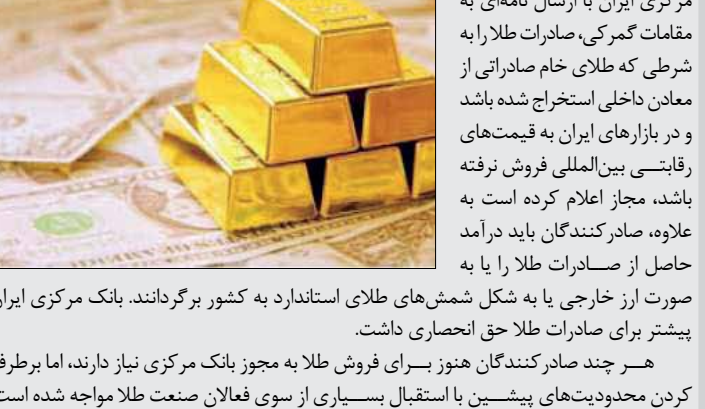 مرکزی ایران با ارسال نامه‌ای به
مقامات گمرکی، صادرات طلا را به
شرطی که طلای خام صادراتی از
معادن داخلی استخراج شده باشد
و در بازارهای ایران به قیمت‌های
رقابتی بین‌المللی فروش نرفته
باشد، مجاز اعلام کرده است به
علاوه، صادرکنندگان باید درآمد
حاصل از صادرات طلا را یا به
صورت ارز خارجی یا به شکل شمش‌های طلای استاندارد به کشور برگردانند. بانک مرکزی ایران
پیشتر برای صادرات طلا حق انحصاری داشت.
هر چند صادرکنندگان هنوز برای فروش طلا به مجوز بانک مرکزی نیاز دارند، اما برطرف
کردن محدودیت‌های پیشین با استقبال بسیاری از سوی فعالان صنعت طلا مواجه شده است